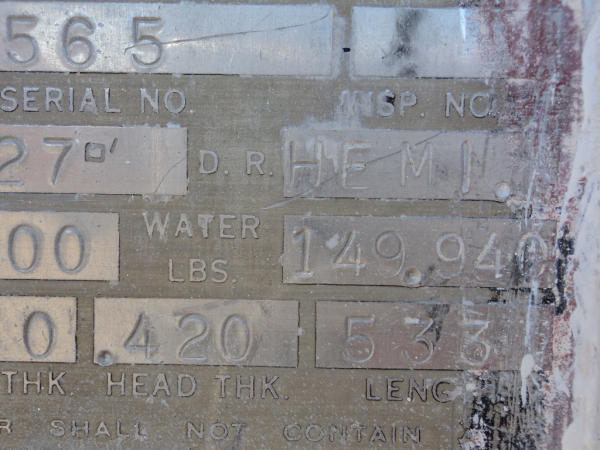 565
SERIAL NO INSP. NO.
27" D. R. HEMI.
00 WATER LBS. 149.940
0 .420 533
THK. HEAD THK. LENG
R SHALL NOT CONTAIN